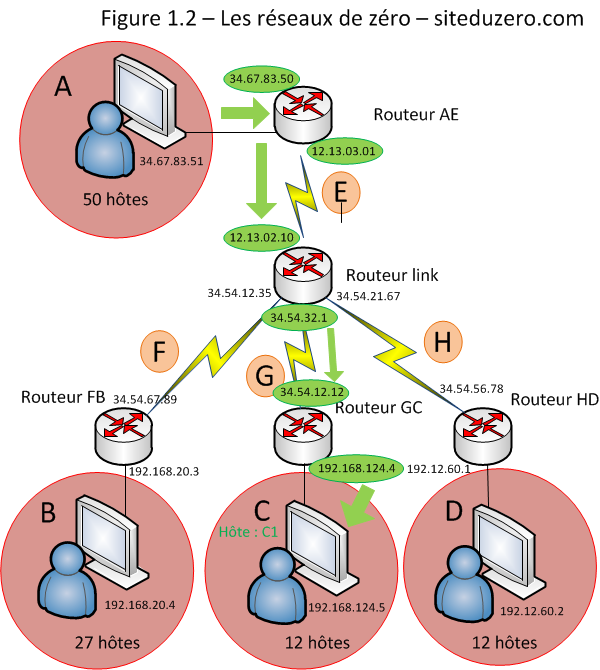 Figure 1.2 – Les réseaux de zéro – siteduzero.com
A
34.67.83.50
Routeur AE
34.67.83.51
12.13.03.01
50 hôtes
E
12.13.02.10
Routeur link
34.54.12.35
34.54.21.67
34.54.32.1
F
H
G
34.54.12.12
34.54.56.78
Routeur FB
34.54.67.89
Routeur GC
Routeur HD
192.168.20.3
192.168.124.4
192.12.60.1
B
C
D
Hôte : C1
192.168.20.4
192.168.124.5
192.12.60.2
27 hôtes
12 hôtes
12 hôtes